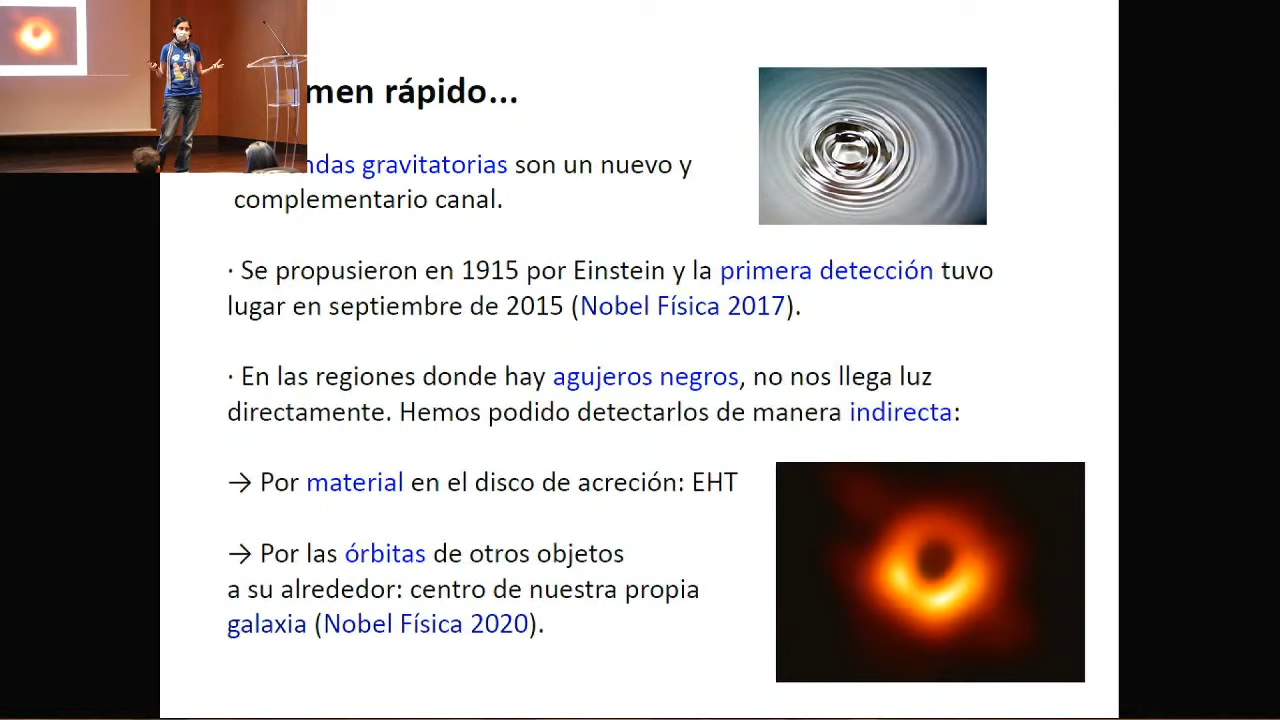 men rápido...
ndas gravitatorias son un nuevo y
complementario canal.
· Se propusieron en 1915 por Einstein y la primera detección tuvo
lugar en septiembre de 2015 (Nobel Física 2017).
· En las regiones donde hay agujeros negros, no nos llega luz
directamente. Hemos podido detectarlos de manera indirecta:
→ Por material en el disco de acreción: EHT
→ Por las órbitas de otros objetos
a su alrededor: centro de nuestra propia
galaxia (Nobel Física 2020).